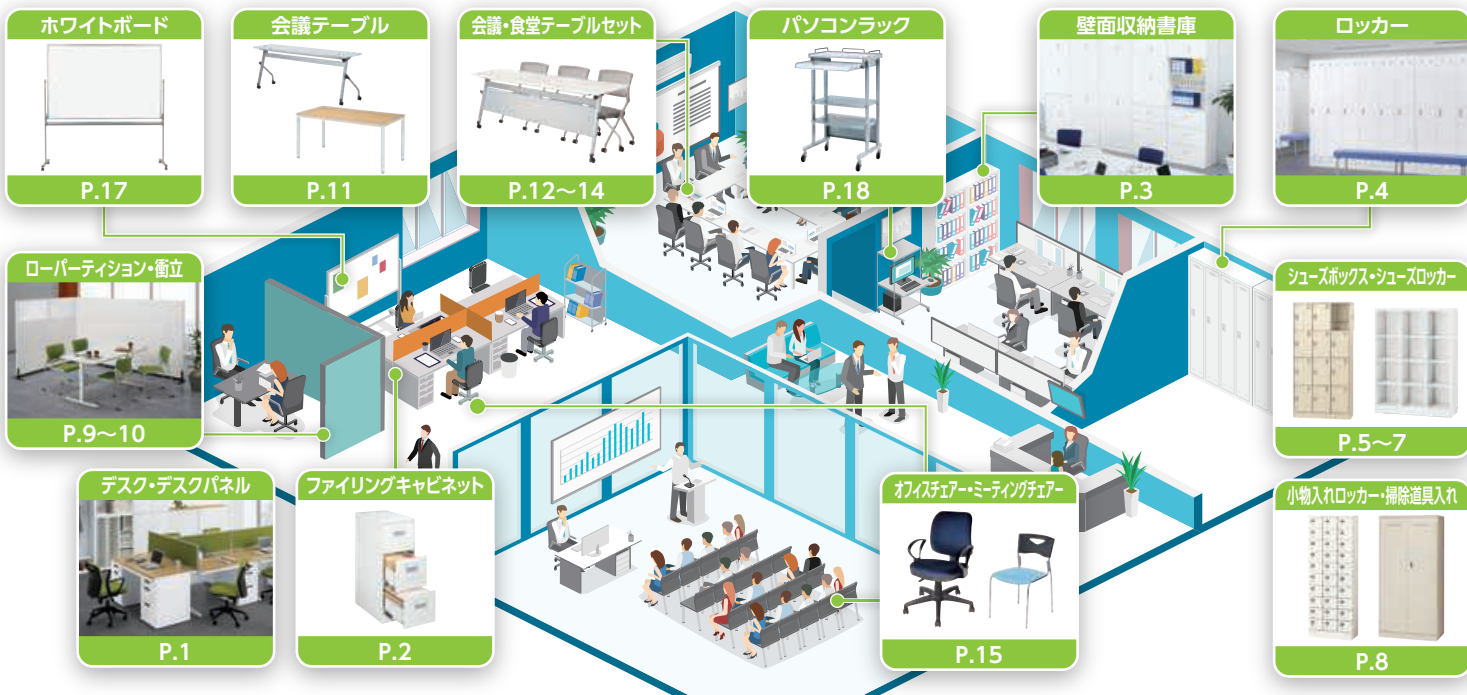 ホワイトボード
P.17
会議テーブル
P.11
会議・食堂テーブルセット
P.12〜14
パソコンラック
P.18
壁面収納書庫
P.3
ロッカー
P.4
ローパーティション・衝立
P.9〜10
シューズボックス・シューズロッカー
P.5〜7
デスク・デスクパネル
P.1
ファイリングキャビネット
P.2
オフィスチェアー・ミーティングチェアー
P.15
小物入れロッカー・掃除道具入れ
P.8